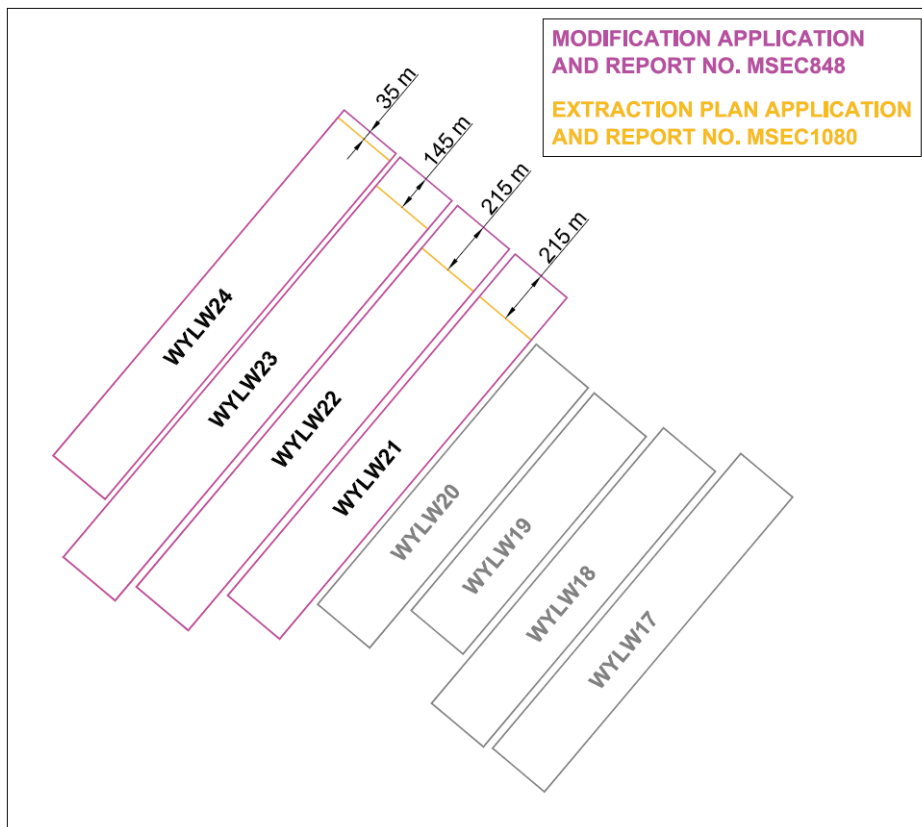 MODIFICATION APPLICATION
AND REPORT NO. MSEC848
EXTRACTION PLAN APPLICATION
AND REPORT NO. MSEC1080
35 m
145 m
215 m
215 m
WYLW24
WYLW23
WYLW22
WYLW21
WYLW20
WYLW19
WYLW18
WYLW17